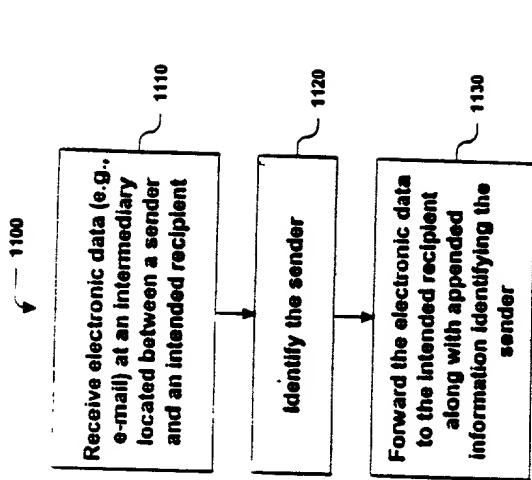 1100
Receive electronic data (e.g.,
e-mail) at an intermediary
located between a sender
and an intended recipient
1110
Identify the sender
1120
Forward the electronic data
to the intended recipient
along with appended
information identifying the
sender
1130